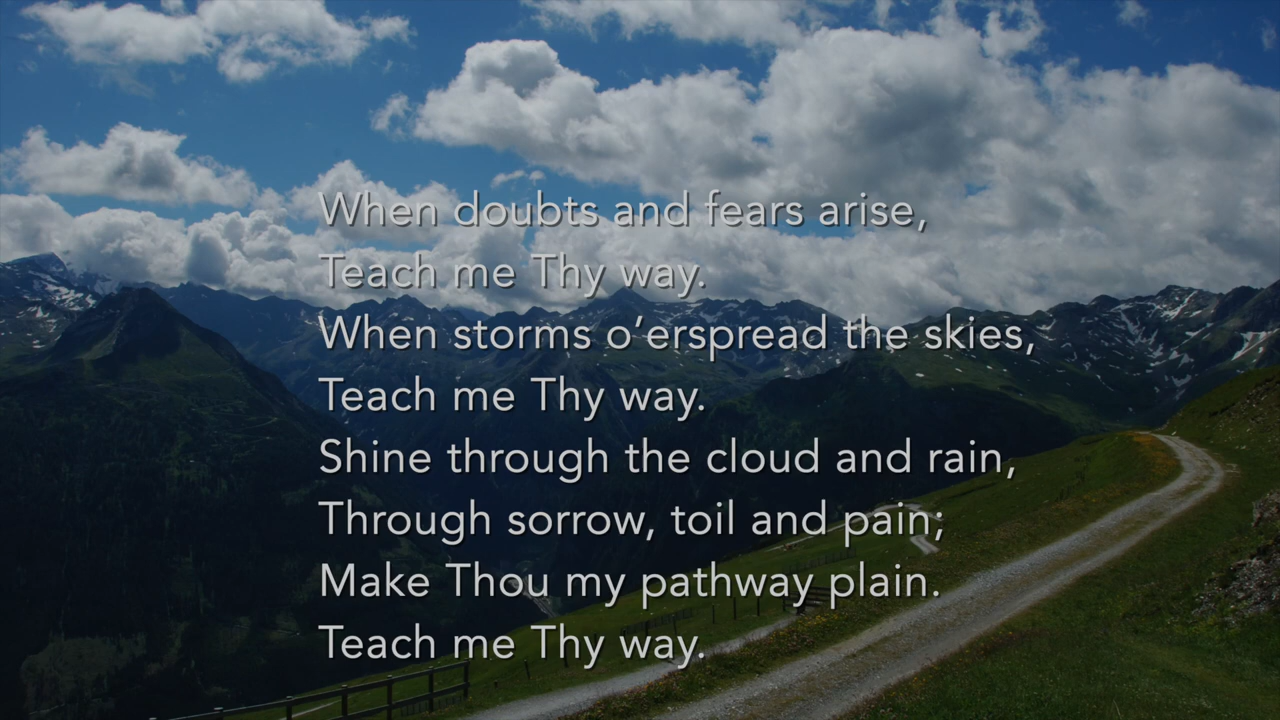 When doubts and fears arise,
Teach me Thy way.
When storms o’erspread the skies,
Teach me Thy way.
Shine through the cloud and rain,
Through sorrow, toil and pain;
Make Thou my pathway plain.
Teach me Thy way.